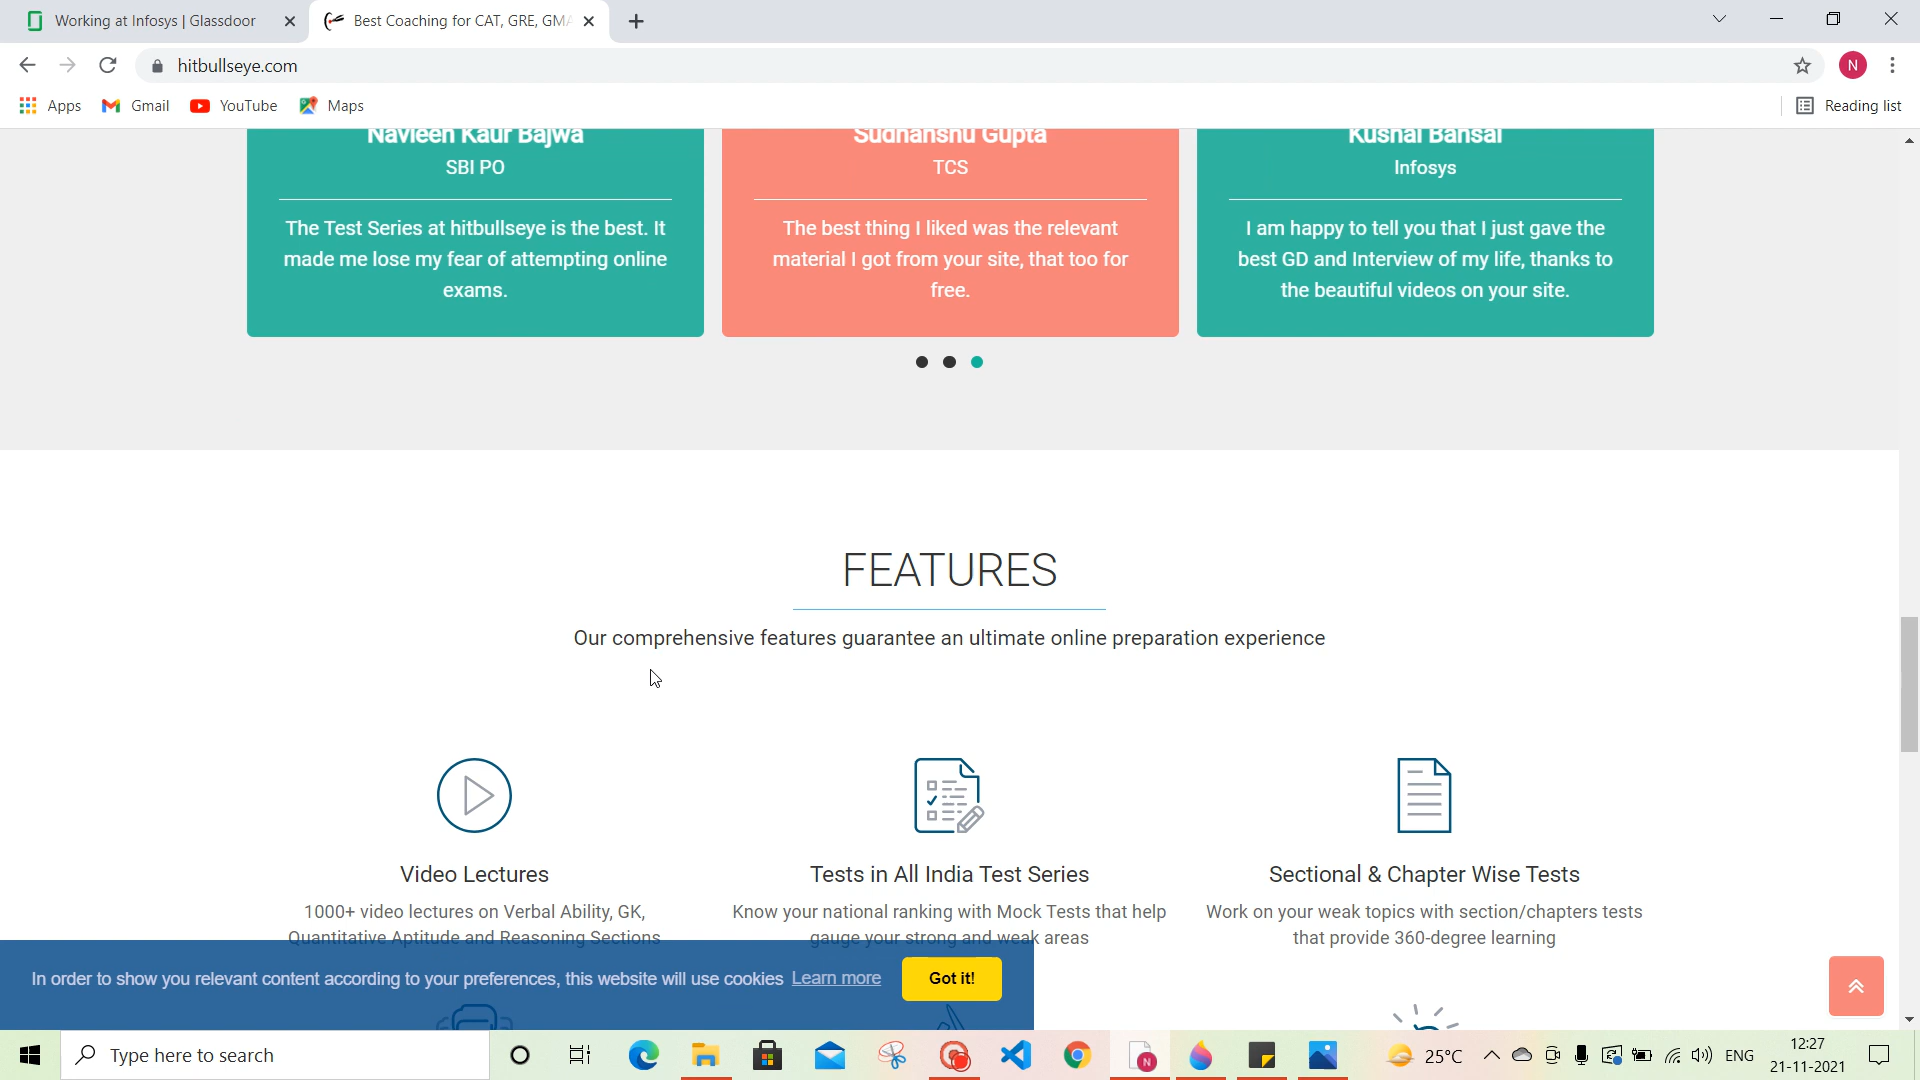 Working at Infosys | Glassdoor
Best Coaching for CAT, GRE, GMA
hitbullseye.com
N
Apps
Gmail
YouTube
Maps
Reading list
Navleen Kaur Bajwa
SBI PO
The Test Series at hitbullseye is the best. It
made me lose my fear of attempting online
exams.
Sudhanshu Gupta
TCS
The best thing I liked was the relevant
material I got from your site, that too for
free.
Kushal Bansal
Infosys
I am happy to tell you that I just gave the
best GD and Interview of my life, thanks to
the beautiful videos on your site.
FEATURES
Our comprehensive features guarantee an ultimate online preparation experience
Video Lectures
1000+ video lectures on Verbal Ability, GK,
Quantitative Aptitude and Reasoning Sections
Tests in All India Test Series
Know your national ranking with Mock Tests that help
gauge your strong and weak areas
Sectional & Chapter Wise Tests
Work on your weak topics with section/chapters tests
that provide 360-degree learning
In order to show you relevant content according to your preferences, this website will use cookies Learn more
Got it!
Type here to search
N
25°C
ENG
12:27
21-11-2021